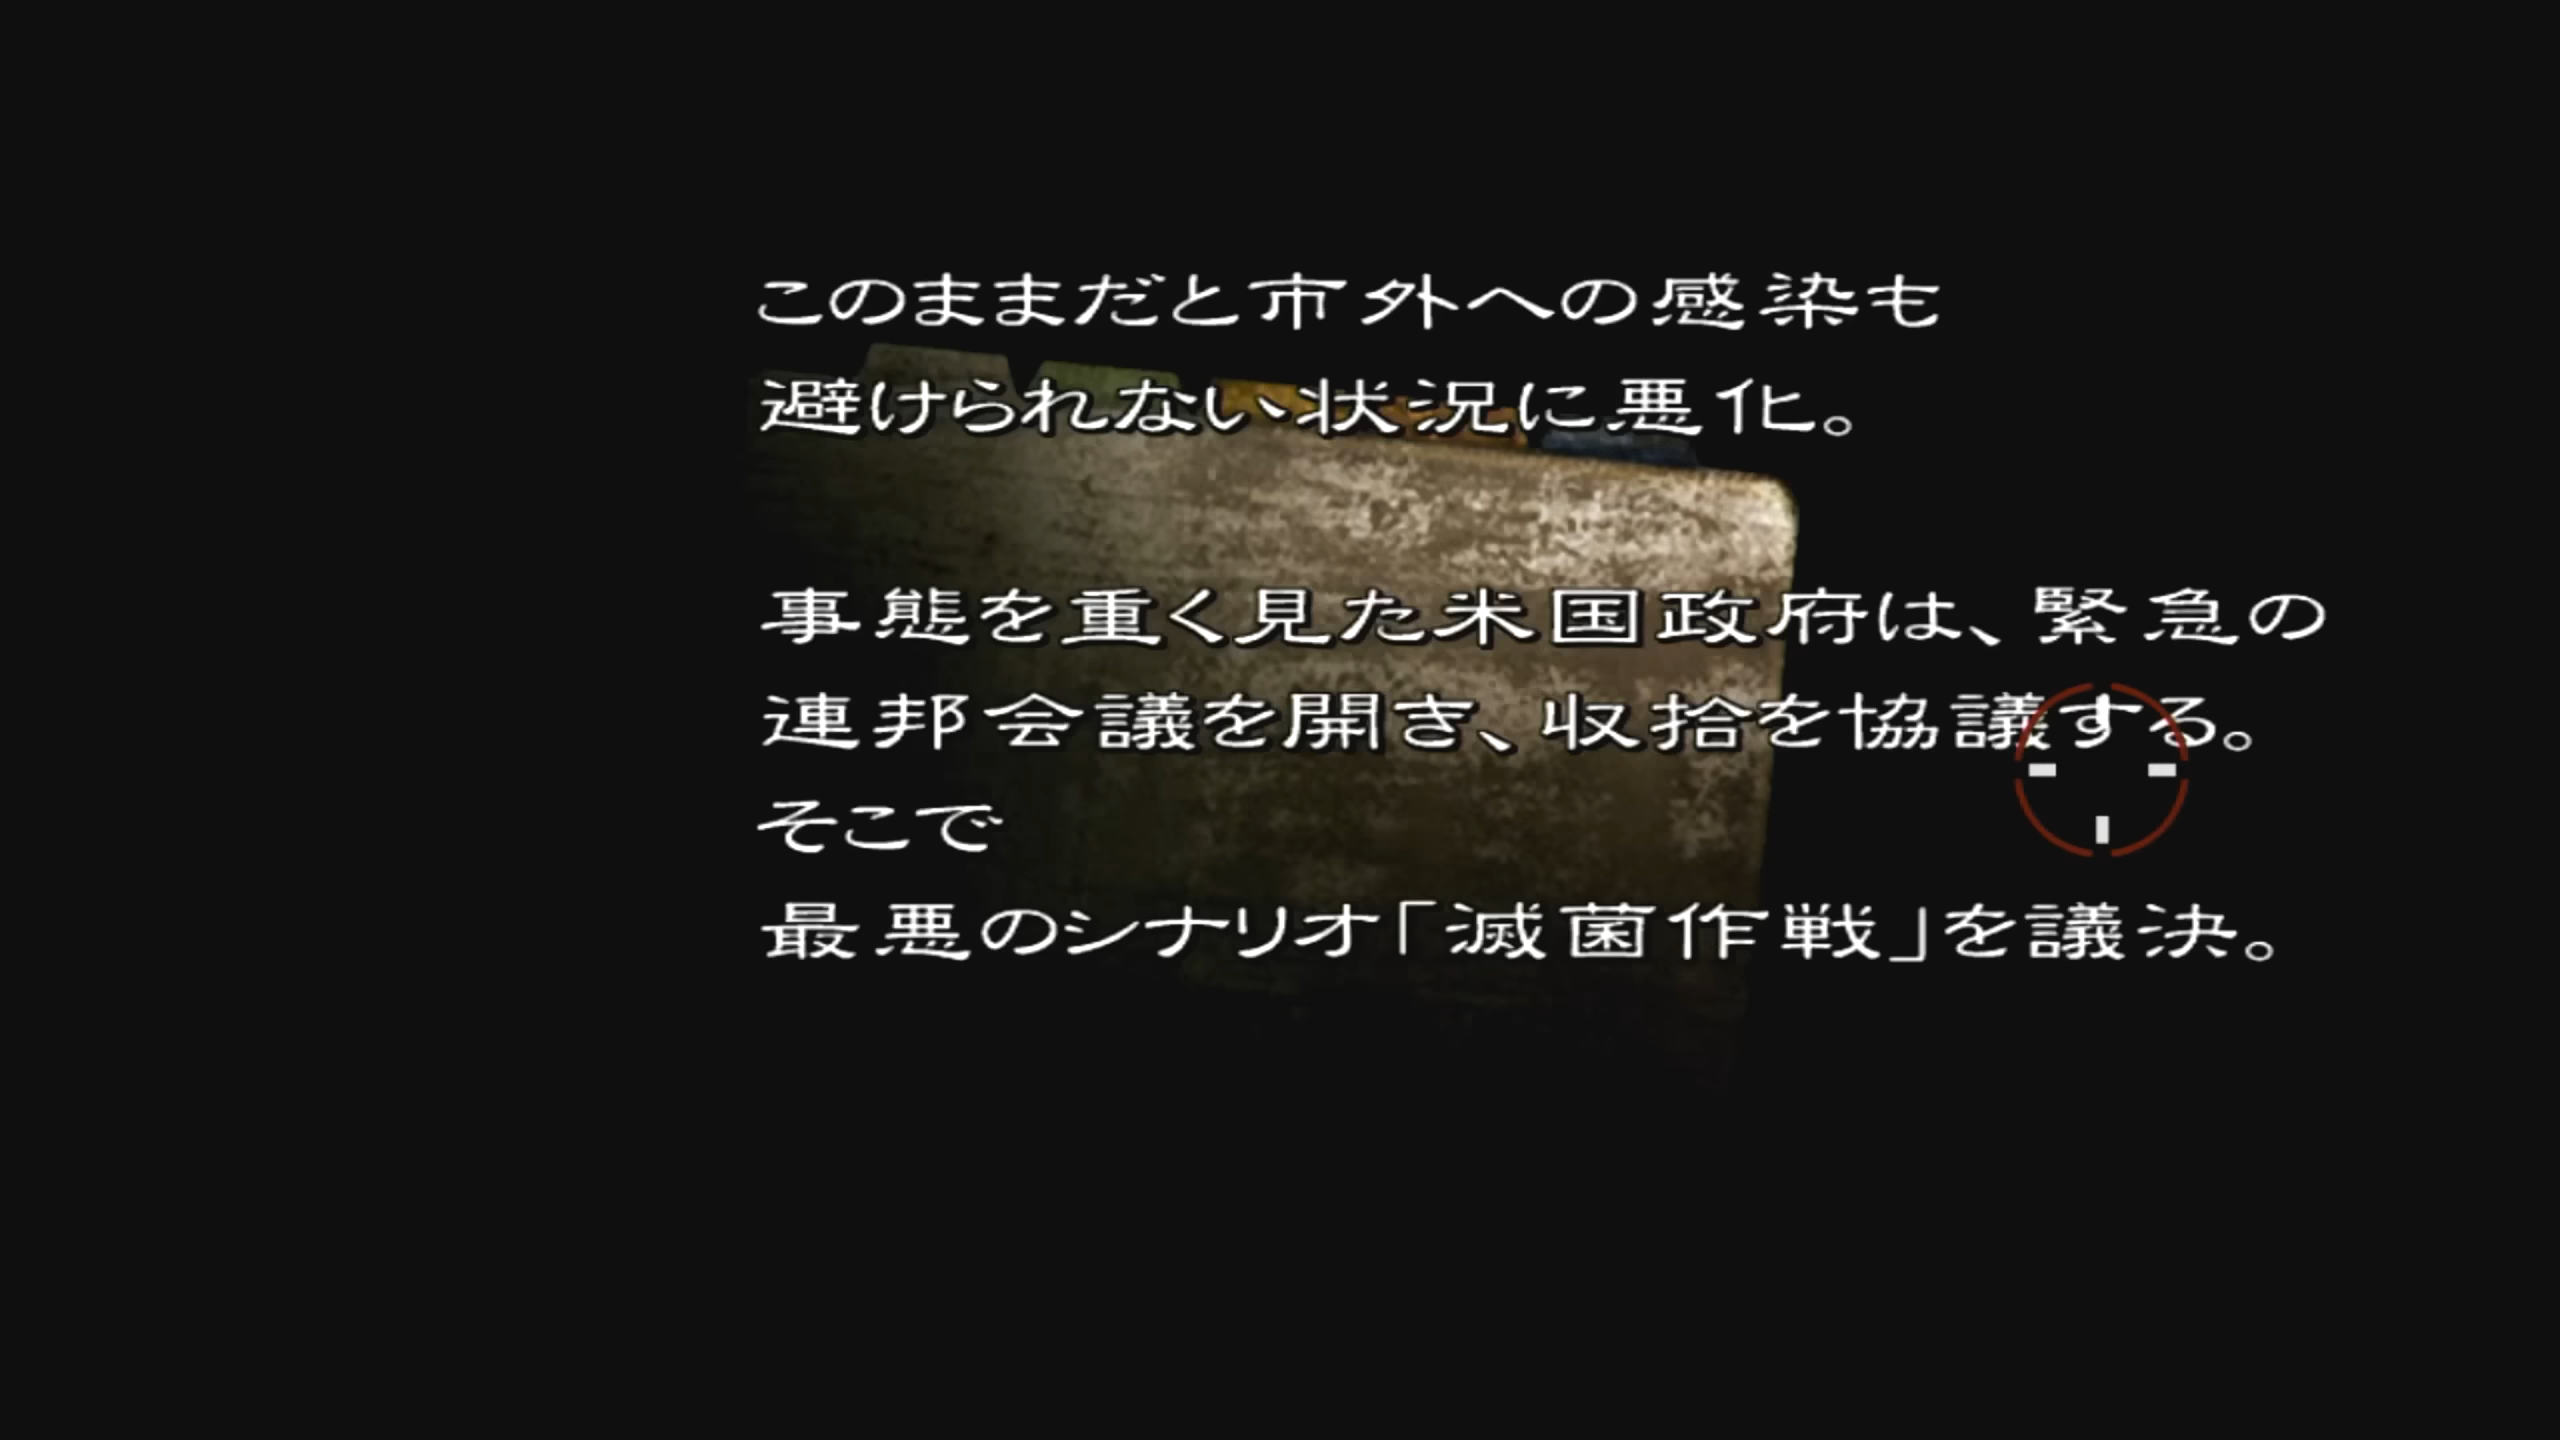 このままだと市外への感染も
避けられない状況に悪化。
事態を重く見た米国政府は、緊急の
連邦会議を開き、収拾を協議する。
そこで
最悪のシナリオ「滅菌作戦」を議決。